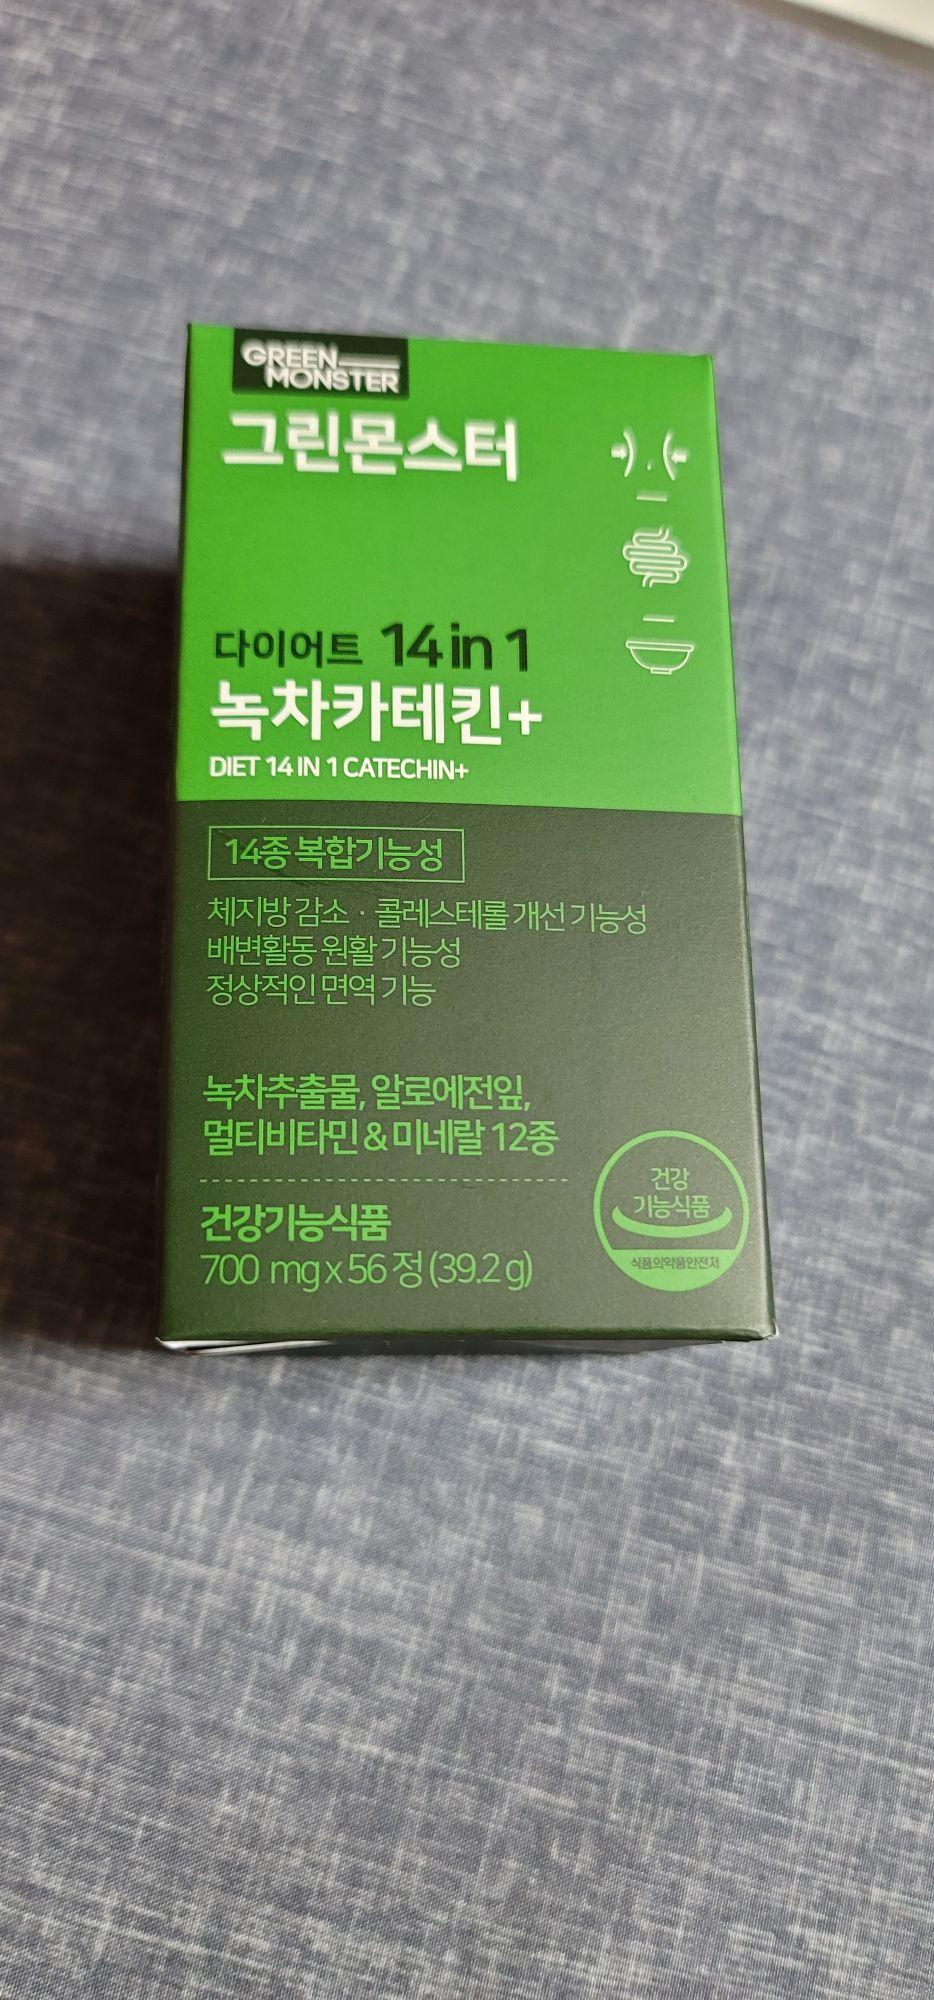 GREEN
MONSTER
그린몬스터
다이어트 14 in 1
녹차카테킨+
DIET 14 IN 1 CATECHIN+
14종 복합기능성
체지방 감소 · 콜레스테롤 개선 기능성
배변활동 원활 기능성
정상적인 면역 기능
녹차추출물, 알로에전잎,
멀티비타민 & 미네랄 12종
건강기능식품
700 mg x 56 정 (39.2 g)
건강
기능식품
식품의약품안전처